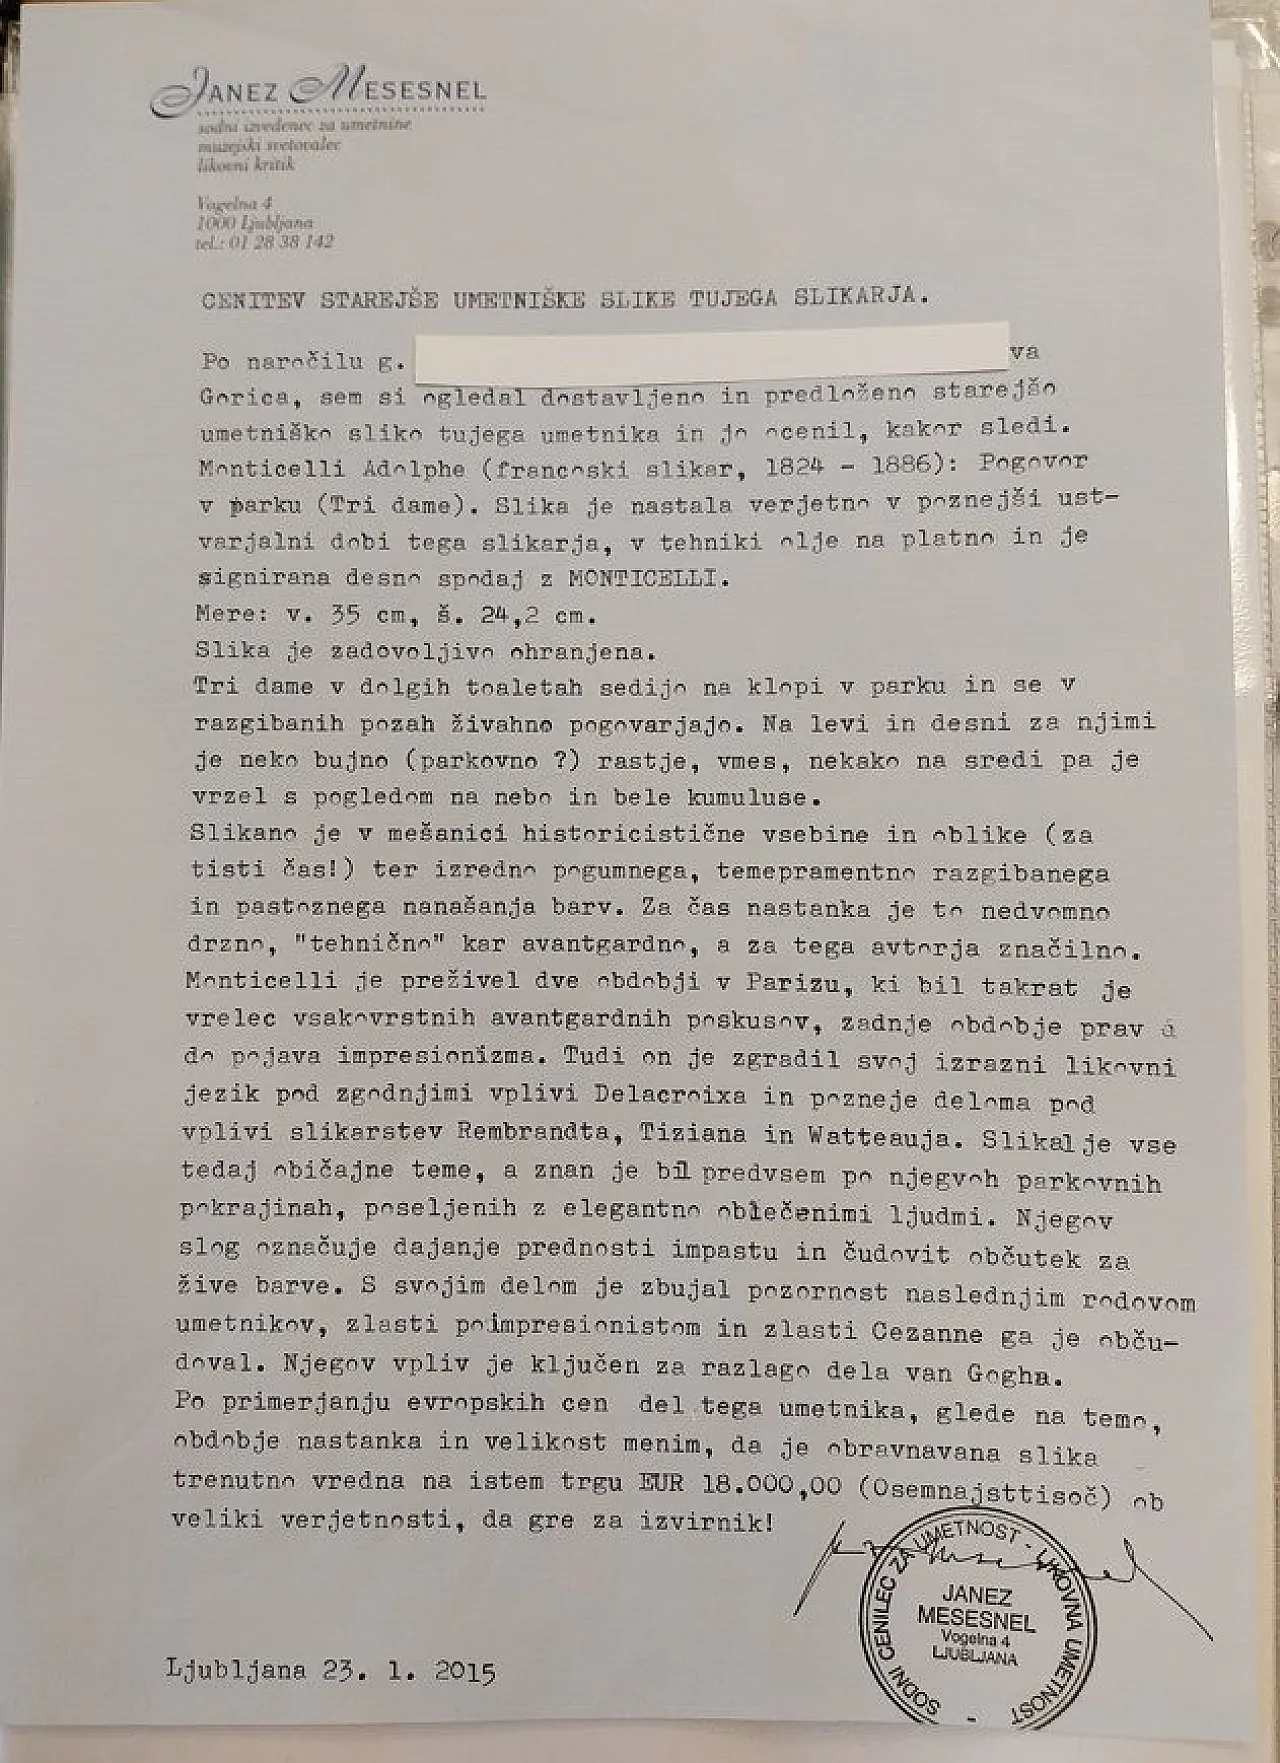 JANEZ MESESNEL
sodni izvedenec za umetnine
muzejski svetovalec
likovni kritik
Vogelna 4
1000 Ljubljana
tel.: 01 28 38 142
CENITEV STAREJŠE UMETNIŠKE SLIKE TUJEGA SLIKARJA.
Po naročilu g. va
Gorica, sem si ogledal dostavljeno in predloženo starejšo
umetniško sliko tujega umetnika in jo ocenil, kakor sledi.
Monticelli Adolphe (francoski slikar, 1824 - 1886): Pogovor
v parku (Tri dame). Slika je nastala verjetno v poznejši ust-
varjalni dobi tega slikarja, v tehniki olje na platno in je
signirana desno spodaj z MONTICELLI.
Mere: v. 35 cm, š. 24,2 cm.
Slika je zadovoljivo ohranjena.
Tri dame v dolgih toaletah sedijo na klopi v parku in se v
razgibanih pozah živahno pogovarjajo. Na levi in desni za njimi
je neko bujno (parkovno ?) rastje, vmes, nekako na sredi pa je
vrzel s pogledom na nebo in bele kumuluse.
Slikano je v mešanici historicistične vsebine in oblike (za
tisti čas!) ter izredno pogumnega, temepramentno razgibanega
in pastoznega nanašanja barv. Za čas nastanka je to nedvomno
drzno, "tehnično" kar avantgardno, a za tega avtorja značilno.
Monticelli je preživel dve obdobji v Parizu, ki bil takrat je
vrelec vsakovrstnih avantgardnih poskusov, zadnje obdobje prav
do pojava impresionizma. Tudi on je zgradil svoj izrazni likovni
jezik pod zgodnjimi vplivi Delacroixa in pozneje deloma pod
vplivi slikarstev Rembrandta, Tiziana in Watteauja. Slikal je vse
tedaj običajne teme, a znan je bil predvsem po njegvoh parkovnih
pokrajinah, poseljenih z elegantno oblečenimi ljudmi. Njegov
slog označuje dajanje prednosti impastu in čudovit občutek za
žive barve. S svojim delom je zbujal pozornost naslednjim rodovom
umetnikov, zlasti poimpresionistom in zlasti Cezanne ga je obču-
doval. Njegov vpliv je ključen za razlago dela van Gogha.
Po primerjanju evropskih cen del tega umetnika, glede na temo,
obdobje nastanka in velikost menim, da je obravnavana slika
trenutno vredna na istem trgu EUR 18.000,00 (Osemnajsttisoč) ob
veliki verjetnosti, da gre za izvirnik!
SODNI CENILEC ZA UMETNOST - LIKOVNA UMETNOST -
JANEZ
MESESNEL
Vogelna 4
LJUBLJANA
Ljubljana 23. 1. 2015